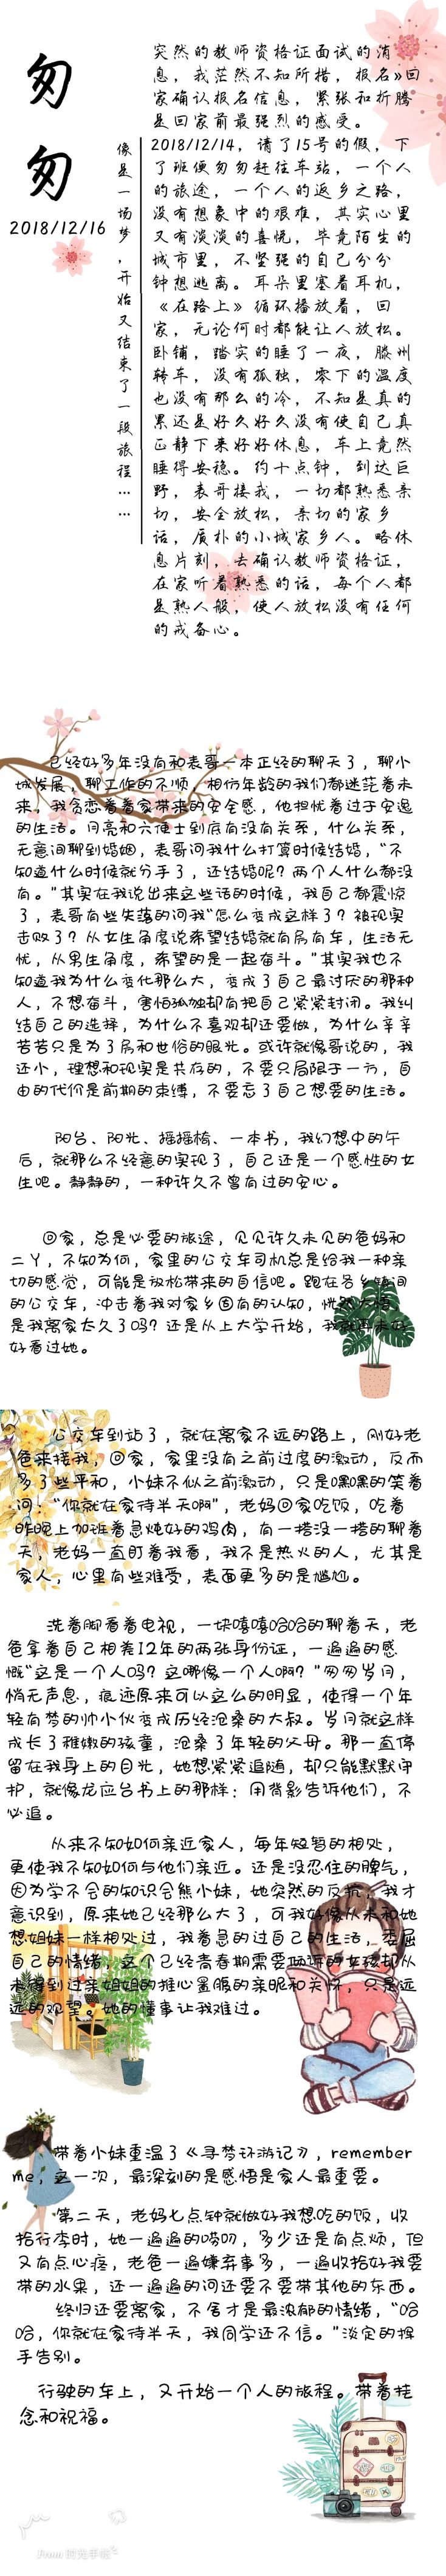 匆
匆
2018/12/16
像是一场梦，开始又结束了一段旅程……
突然的教师资格证面试的消
息，我茫然不知所措，报名》回
家确认报名信息，紧张和折腾
是回家前最强烈的感受。
2018/12/14，请了15号的假，下
了班便匆匆赶往车站，一个人
的旅途，一个人的返乡之路，
没有想象中的艰难，其实心里
又有淡淡的喜悦，毕竟陌生的
城市里，不坚强的自己分分
钟想逃离。耳朵里塞着耳机，
《在路上》循环播放着，回
家，无论何时都能让人放松。
卧铺，踏实的睡了一夜，滕州
转车，没有孤独，零下的温度
也没有那么的冷，不知是真的
累还是好久好久没有使自己真
正静下来好好休息，车上竟然
睡得安稳。约十点钟，到达巨
野，表哥接我，一切都熟悉亲
切，安全放松，亲切的家乡
话，质朴的小城家乡人。略休
息片刻，去确认教师资格证，
在家听着熟悉的话，每个人都
是熟人般，使人放松没有任何
的戒备心。
已经好多年没有和表哥一本正经的聊天了，聊小
城发展，聊工作的不顺，相仿年龄的我们都迷茫着未
来，我贪恋着着家带来的安全感，他担忧着过于安逸
的生活。月亮和六便士到底有没有关系，什么关系，
无意间聊到婚姻，表哥问我什么打算时候结婚，“不
知道什么时候就分手了，还结婚呢？两个人什么都没
有。”其实在我说出来这些话的时候，我自己都震惊
了，表哥有些失落的问我“怎么变成这样了？被现实
击败了？从女生角度说希望结婚就有房有车，生活无
忧，从男生角度，希望的是一起奋斗。”其实我也不
知道我为什么变化那么大，变成了自己最讨厌的那种
人，不想奋斗，害怕孤独却有把自己紧紧封闭。我纠
结自己的选择，为什么不喜欢却还要做，为什么辛辛
苦苦只是为了房和世俗的眼光。或许就像哥说的，我
还小，理想和现实是共存的，不要只局限于一方，自
由的代价是前期的束缚，不要忘了自己想要的生活。
阳台、阳光、摇摇椅、一本书，我幻想中的午
后，就那么不经意的实现了，自己还是一个感性的女
生吧。静静的，一种许久不曾有过的安心。
回家，总是必要的旅途，见见许久未见的爸妈和
二丫，不知为何，家里的公交车司机总是给我一种亲
切的感觉，可能是放松带来的自信吧。跑在各乡镇间
的公交车，冲击着我对家乡固有的认知，恍然大悟，
是我离家太久了吗？还是从上大学开始，我就再未好
好看过她。
公交车到站了，就在离家不远的路上，刚好老
爸来接我，回家，家里没有之前过度的激动，反而
多了些平和，小妹不似之前激动，只是嘿嘿的笑着
问：“你就在家待半天啊”，老妈回家吃饭，吃着
昨晚上加班着急炖好的鸡肉，有一搭没一搭的聊着
天，老妈一直盯着我看，我不是热火的人，尤其是
家人，心里有些难受，表面更多的是尴尬。
洗着脚看着电视，一块嘻嘻哈哈的聊着天，老
爸拿着自己相差12年的两张身份证，一遍遍的感
慨“这是一个人吗？这哪像一个人啊？”匆匆岁月，
悄无声息，痕迹原来可以这么的明显，使得一个年
轻有梦的帅小伙变成历经沧桑的大叔。岁月就这样
成长了稚嫩的孩童，沧桑了年轻的父母。那一直停
留在我身上的目光，她想紧紧追随，却只能默默守
护，就像龙应台书上的那样：用背影告诉他们，不
必追。
从来不知如何亲近家人，每年短暂的相处，
更使我不知如何与他们亲近。还是没忍住的脾气，
因为学不会的知识会熊小妹，她突然的反抗，我才
意识到，原来她已经那么大了，可我好像从未和她
想姐妹一样相处过，我着急的过自己的生活，委屈
自己的情绪，这个已经青春期需要倾诉的女孩却从
未得到过亲姐姐的推心置腹的亲昵和关怀，只是远
远的观望。她的懂事让我难过。
带着小妹重温了《寻梦环游记》，remember
me，这一次，最深刻的是感悟是家人最重要。
第二天，老妈七点钟就做好我想吃的饭，收
拾行李时，她一遍遍的唠叨，多少还是有点烦，但
又有点心疼，老爸一遍嫌弃事多，一遍收拾好我要
带的水果，还一遍遍的问还要不要带其他的东西。
终归还要离家，不舍才是最浓郁的情绪，“哈
哈，你就在家待半天，我同学还不信。”淡定的挥
手告别。
行驶的车上，又开始一个人的旅程。带着挂
念和祝福。